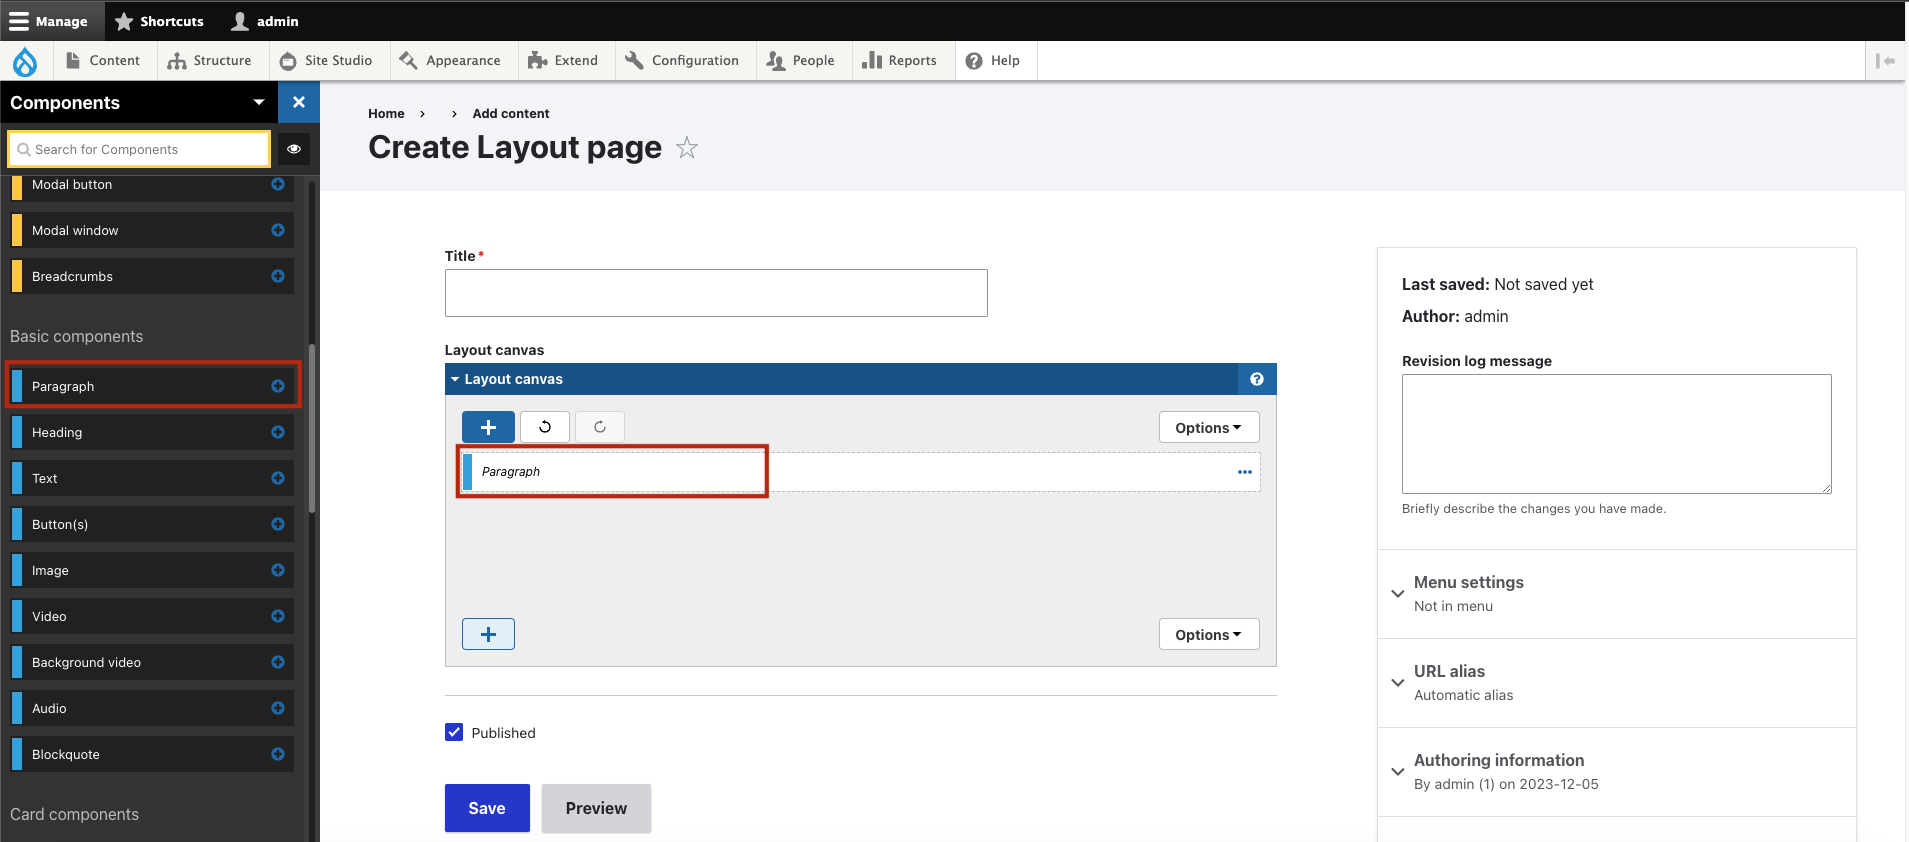 Manage
Shortcuts
admin
Content
Structure
Site Studio
Appearance
Extend
Configuration
People
Reports
Help
Components
Search for Components
Modal button
Modal window
Breadcrumbs
Basic components
Paragraph
Heading
Text
Button(s)
Image
Video
Background video
Audio
Blockquote
Card components
Home › › Add content
Create Layout page
Title*
Layout canvas
Layout canvas
Options
Paragraph
Options
Published
Save
Preview
Last saved: Not saved yet
Author: admin
Revision log message
Briefly describe the changes you have made.
Menu settings
Not in menu
URL alias
Automatic alias
Authoring information
By admin (1) on 2023-12-05